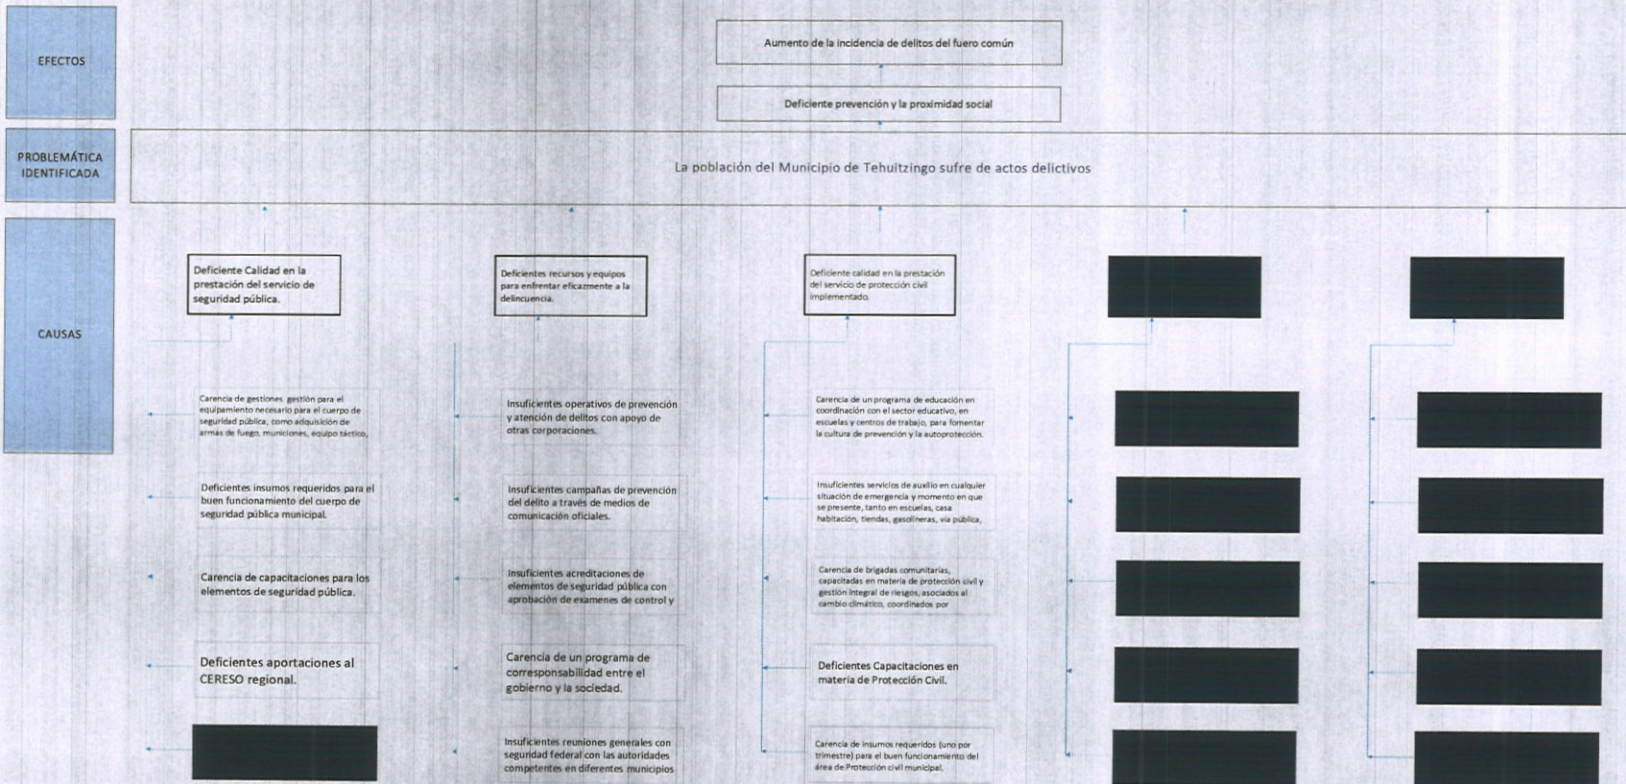 EFECTOS
Aumento de la incidencia de delitos del fuero común
Deficiente prevención y la proximidad social
PROBLEMÁTICA
IDENTIFICADA
La población del Municipio de Tehuitzingo sufre de actos delictivos
CAUSAS
Deficiente Calidad en la
prestación del servicio de
seguridad pública.
Deficientes recursos y equipos
para enfrentar eficazmente a la
delincuencia.
Deficiente calidad en la prestación
del servicio de protección civil
implementado.
Carencia de gestiones gestión para el
equipamiento necesario para el cuerpo de
seguridad pública, como adquisición de
armas de fuego, municiones, equipo táctico,
Insuficientes operativos de prevención
y atención de delitos con apoyo de
otras corporaciones.
Carencia de un programa de educación en
coordinación con el sector educativo, en
escuelas y centros de trabajo, para fomentar
la cultura de prevención y la autoprotección.
Deficientes insumos requeridos para el
buen funcionamiento del cuerpo de
seguridad pública municipal.
Insuficientes campañas de prevención
del delito a través de medios de
comunicación oficiales.
Insuficientes servicios de auxilio en cualquier
situación de emergencia y momento en que
se presente, tanto en escuelas, casa
habitación, tiendas, gasolineras, vía pública,
Carencia de capacitaciones para los
elementos de seguridad pública.
Insuficientes acreditaciones de
elementos de seguridad pública con
aprobación de examenes de control y
Carencia de brigadas comunitarias,
capacitadas en materia de protección civil y
gestión integral de riesgos, asociados al
cambio climático, coordinados por
Deficientes aportaciones al
CERESO regional.
Carencia de un programa de
corresponsabilidad entre el
gobierno y la sociedad.
Deficientes Capacitaciones en
materia de Protección Civil.
Insuficientes reuniones generales con
seguridad federal con las autoridades
competentes en diferentes municipios
Carencia de insumos requeridos (uno por
trimestre) para el buen funcionamiento del
área de Protección civil municipal.